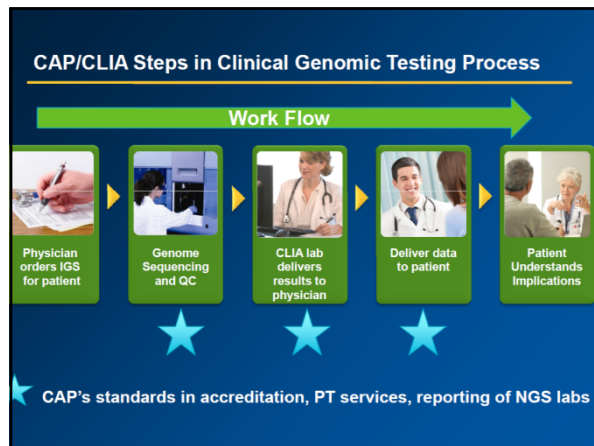 CAP/CLIA Steps in Clinical Genomic Testing Process
Work Flow
Physician
orders IGS
for patient
Genome
Sequencing
and QC
CLIA lab
delivers
results to
physician
Deliver data
to patient
Patient
Understands
Implications
CAP's standards in accreditation, PT services, reporting of NGS labs